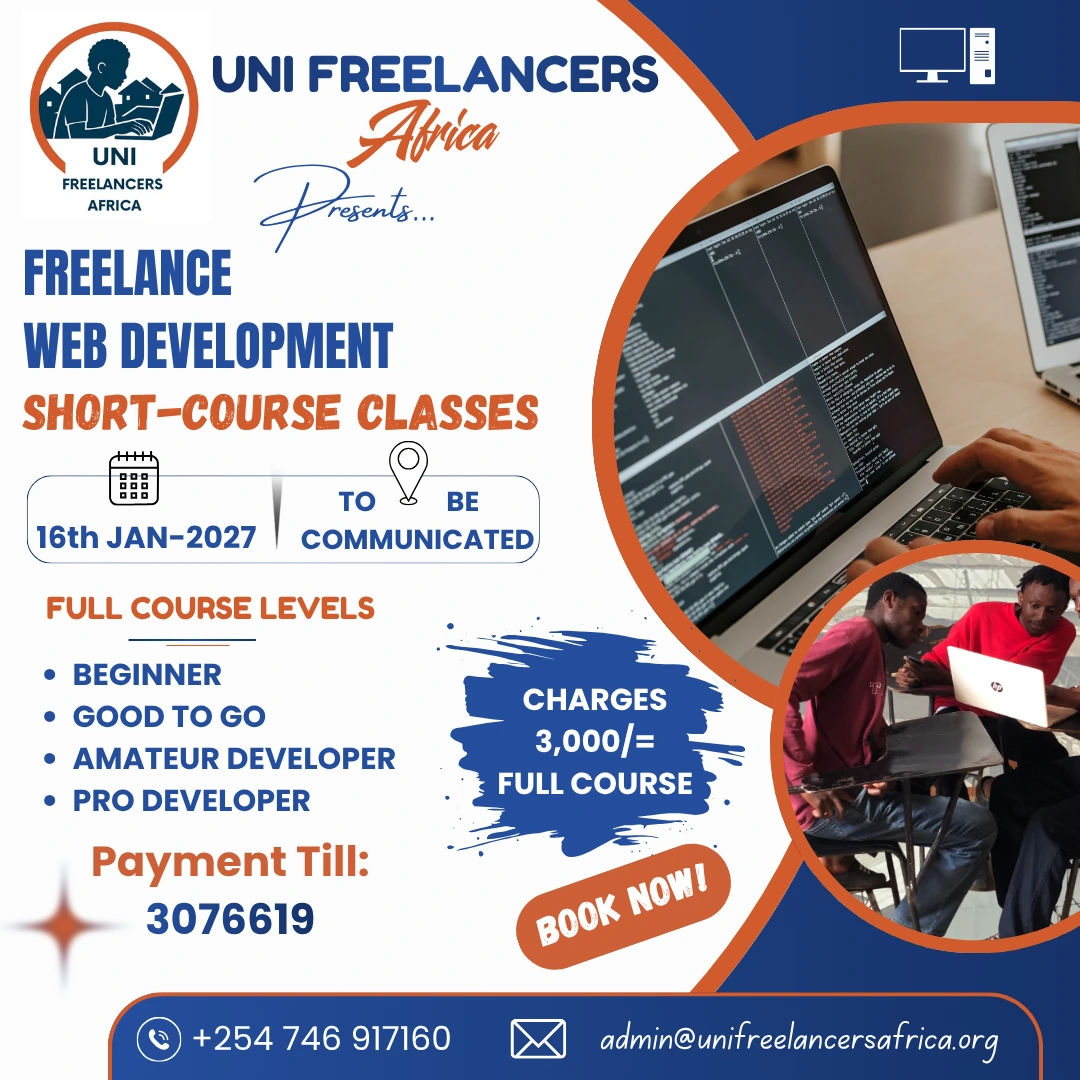 UNI
FREELANCERS
AFRICA
UNI FREELANCERS
Africa
Presents...
FREELANCE
WEB DEVELOPMENT
SHORT-COURSE CLASSES
16th JAN-2027
TO BE
COMMUNICATED
FULL COURSE LEVELS
• BEGINNER
• GOOD TO GO
• AMATEUR DEVELOPER
• PRO DEVELOPER
CHARGES
3,000/=
FULL COURSE
Payment Till:
3076619
BOOK NOW!
hp
+254 746 917160
admin@unifreelancersafrica.org